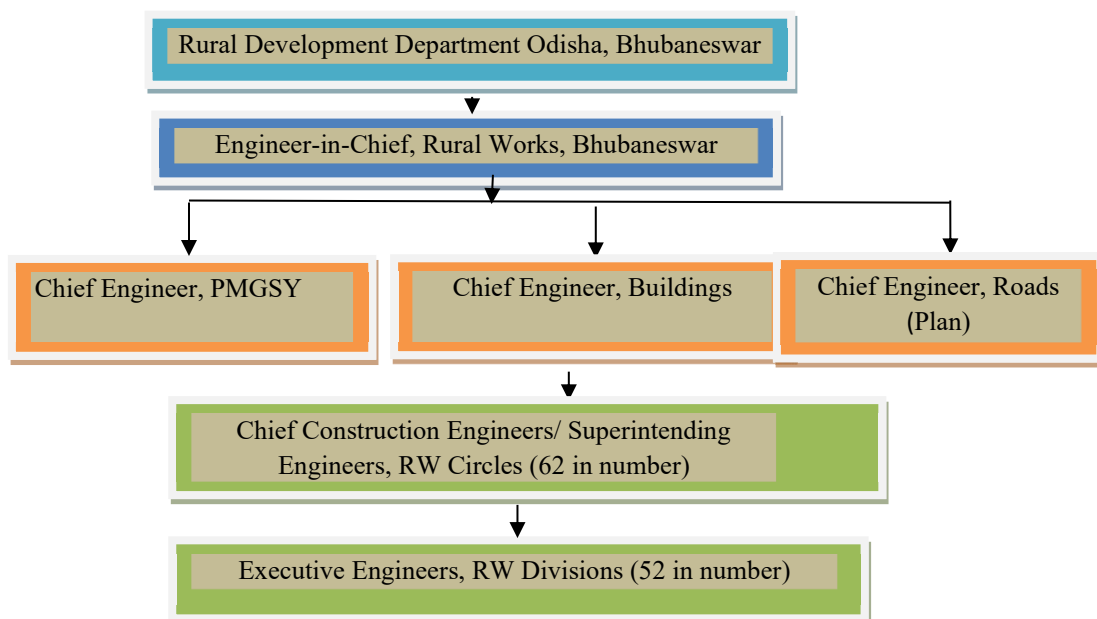 Rural Development Department Odisha, Bhubaneswar
Engineer-in-Chief, Rural Works, Bhubaneswar
Chief Engineer, PMGSY
Chief Engineer, Buildings
Chief Engineer, Roads
(Plan)
Chief Construction Engineers/ Superintending
Engineers, RW Circles (62 in number)
Executive Engineers, RW Divisions (52 in number)